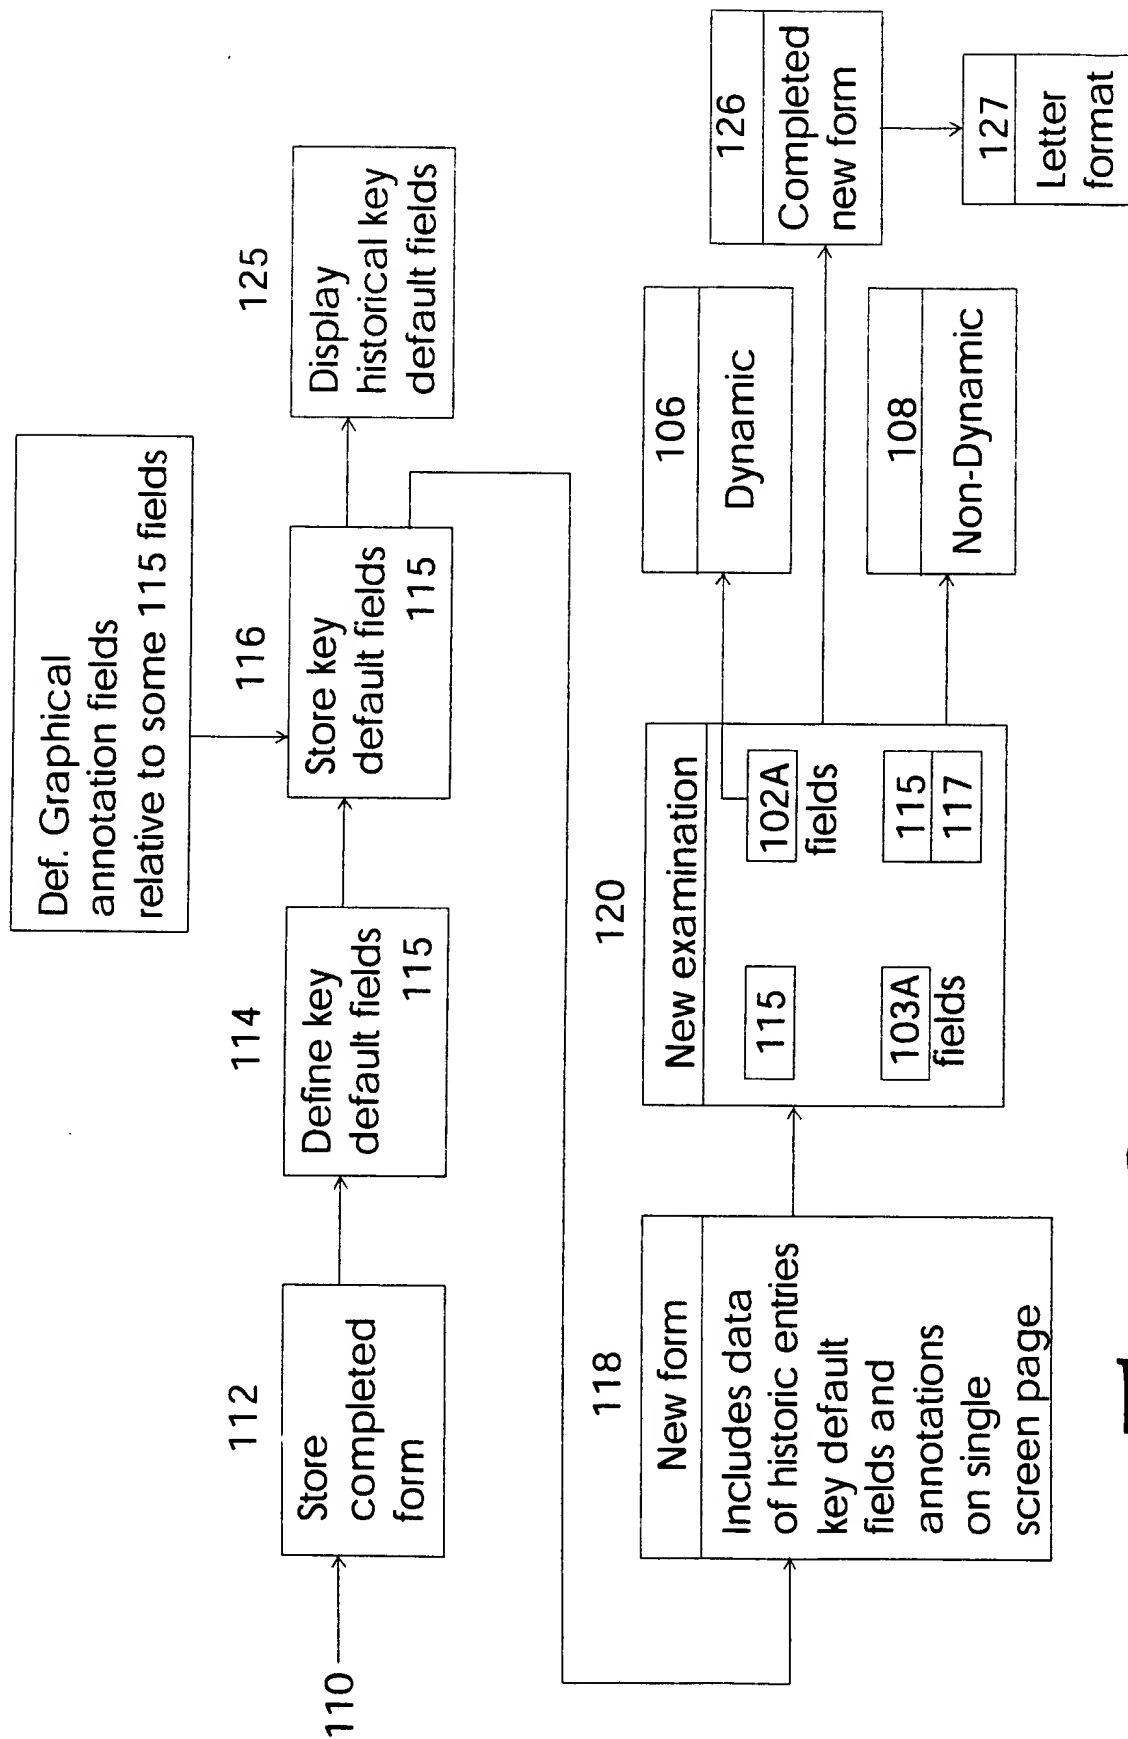 Def. Graphical
annotation fields
relative to some 115 fields
110
112
Store
completed
form
114
Define key
default fields
115
116
Store key
default fields
115
125
Display
historical key
default fields
118
New form
Includes data
of historic entries
key default
fields and
annotations
on single
screen page
120
New examination
115
102A
fields
103A
fields
115
117
106
Dynamic
108
Non-Dynamic
126
Completed
new form
127
Letter
format